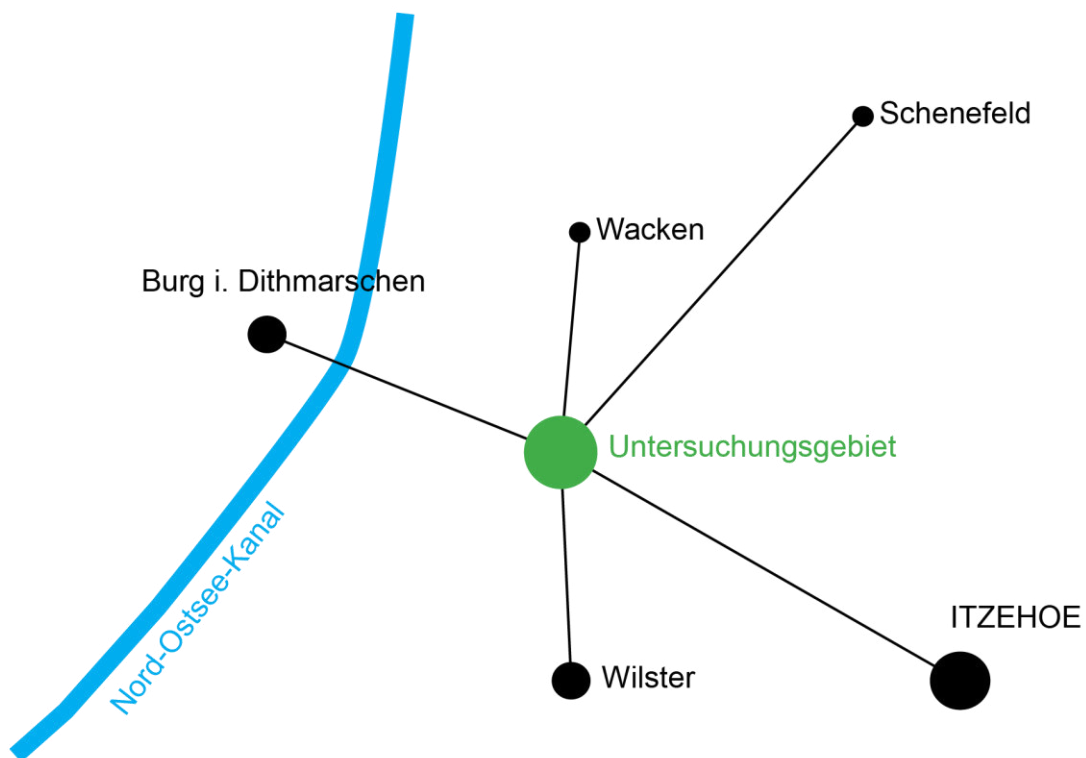 Schenefeld
Wacken
Burg i. Dithmarschen
Untersuchungsgebiet
Nord-Ostsee-Kanal
ITZEHOE
Wilster